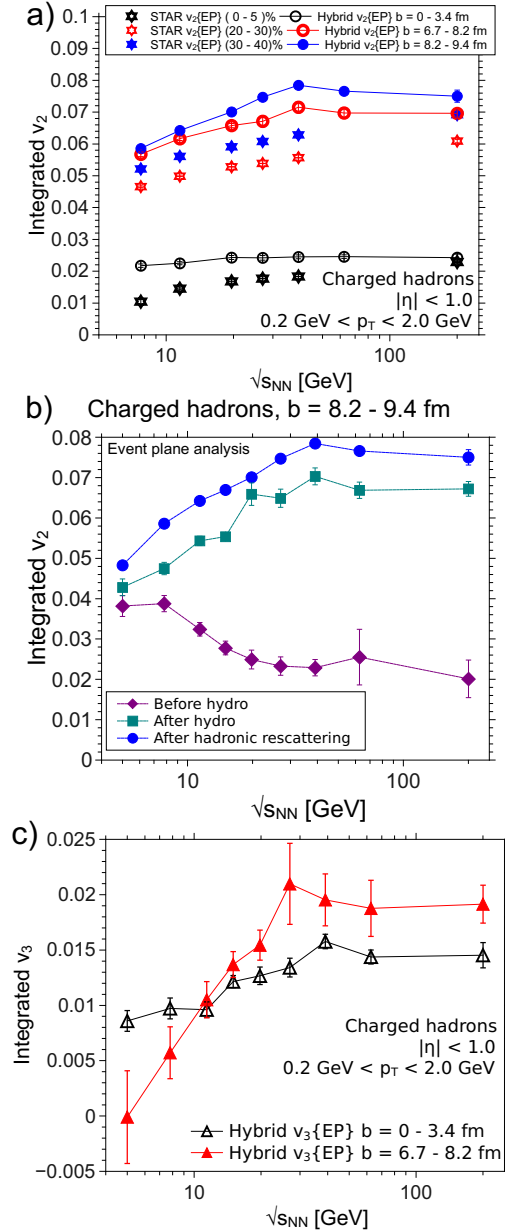 a)
STAR v₂{EP} ( 0 - 5 )%
STAR v₂{EP} (20 - 30)%
STAR v₂{EP} (30 - 40)%
Hybrid v₂{EP} b = 0 - 3.4 fm
Hybrid v₂{EP} b = 6.7 - 8.2 fm
Hybrid v₂{EP} b = 8.2 - 9.4 fm
0.1
0.09
0.08
0.07
0.06
0.05
0.04
0.03
0.02
0.01
0
Integrated v₂
Charged hadrons
|η| < 1.0
0.2 GeV < p_T < 2.0 GeV
10
100
√s_NN [GeV]
b)
Charged hadrons, b = 8.2 - 9.4 fm
Event plane analysis
0.08
0.07
0.06
0.05
0.04
0.03
0.02
0.01
0
Integrated v₂
Before hydro
After hydro
After hadronic rescattering
10
100
√s_NN [GeV]
c)
0.025
0.02
0.015
0.01
0.005
0
−0.005
Integrated v₃
Charged hadrons
|η| < 1.0
0.2 GeV < p_T < 2.0 GeV
Hybrid v₃{EP} b = 0 - 3.4 fm
Hybrid v₃{EP} b = 6.7 - 8.2 fm
10
100
√s_NN [GeV]